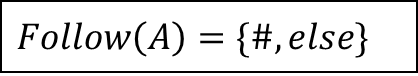 Follow(A) = {#, else}